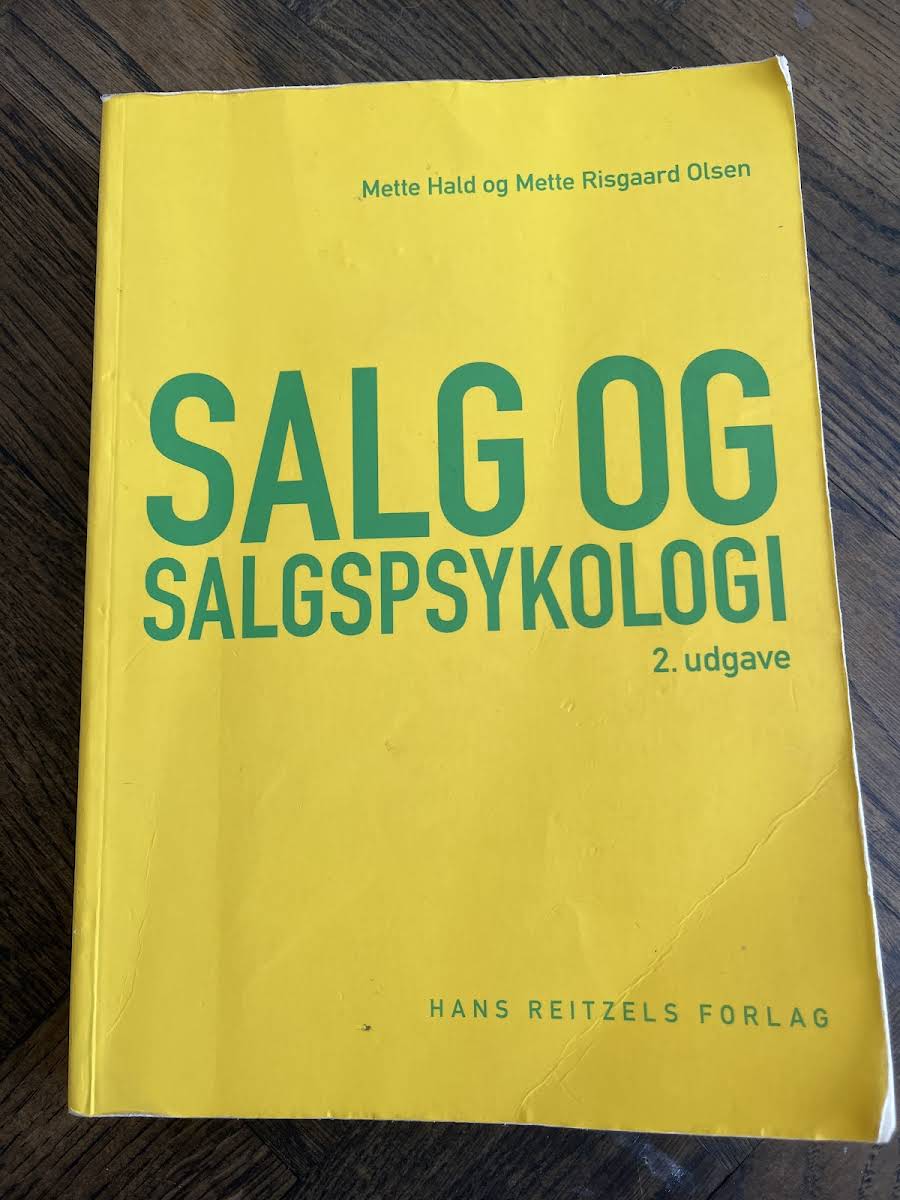 Mette Hald og Mette Risgaard Olsen
SALG OG
SALGSPSYKOLOGI
2. udgave
HANS REITZELS FORLAG